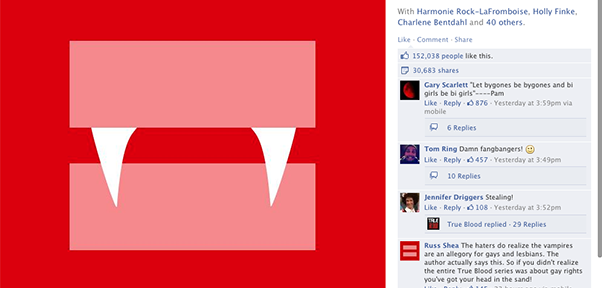 With Harmonie Rock-LaFromboise, Holly Finke,
Charlene Bentdahl and 40 others.
Like · Comment · Share
152,038 people like this.
30,683 shares
Gary Scarlett "Let bygones be bygones and bi
girls be bi girls"----Pam
Like · Reply · 876 · Yesterday at 3:59pm via
mobile
6 Replies
Tom Ring Damn fangbangers!
Like · Reply · 457 · Yesterday at 3:49pm
10 Replies
Jennifer Driggers Stealing!
Like · Reply · 108 · Yesterday at 3:52pm
TRUE
BLOOD
True Blood replied · 29 Replies
Russ Shea The haters do realize the vampires
are an allegory for gays and lesbians. The
author actually says this. So if you didn't realize
the entire True Blood series was about gay rights
you've got your head in the sand!